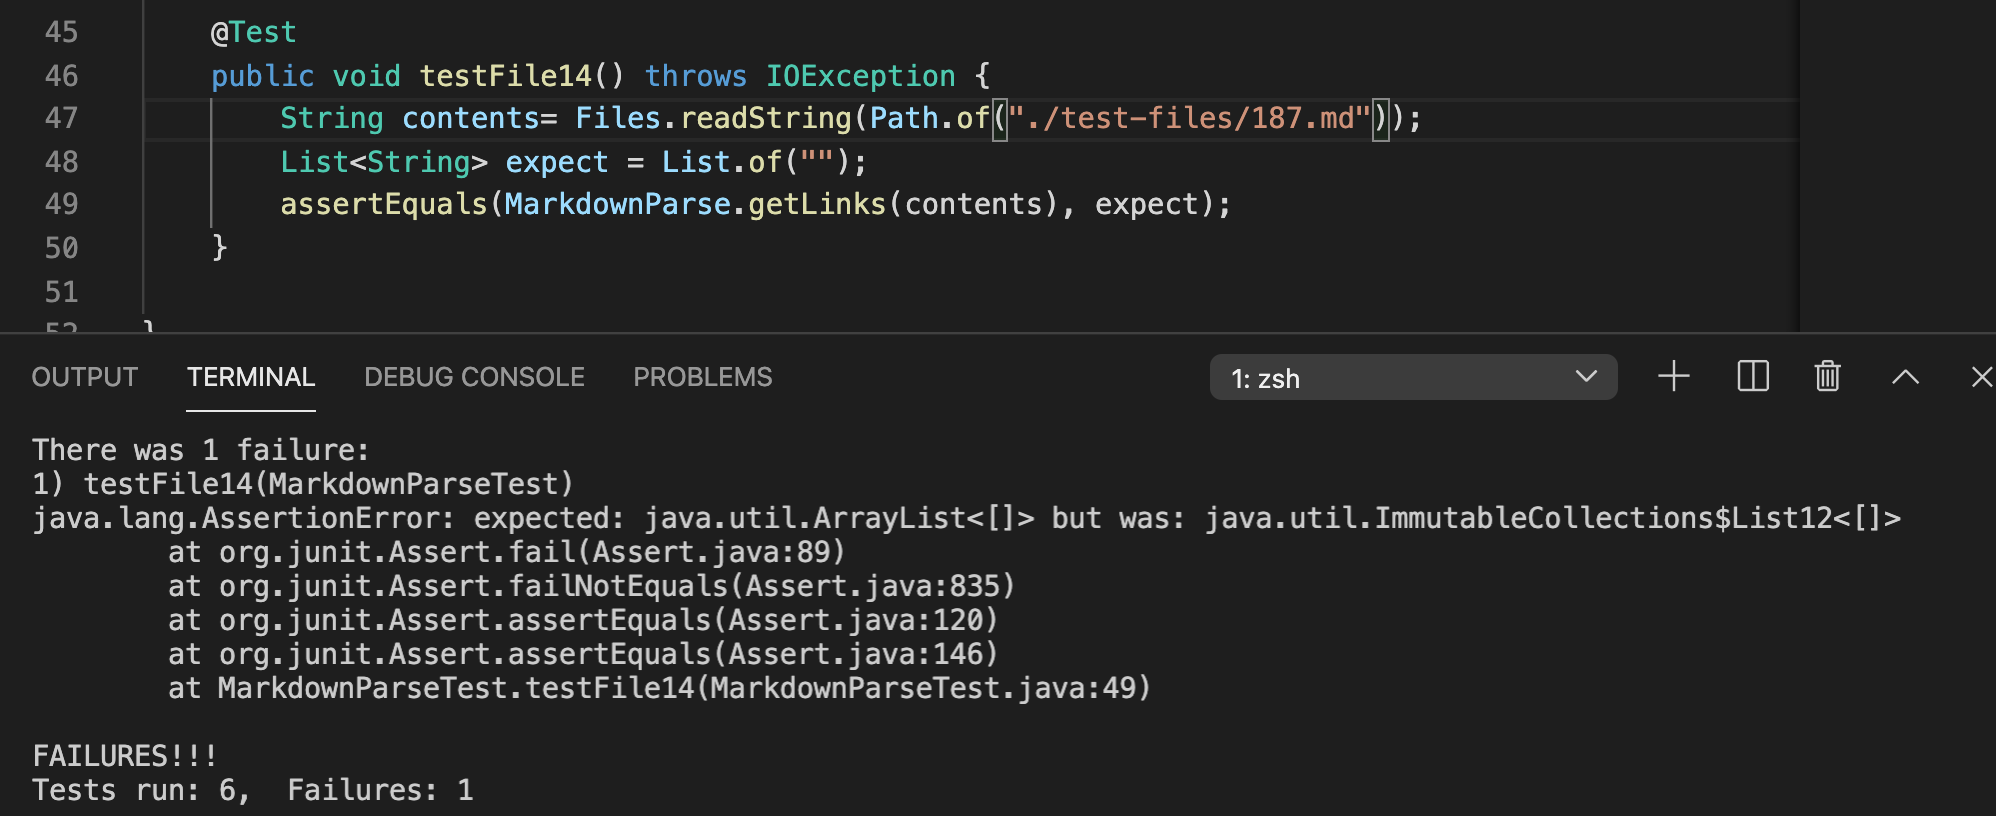 45 @Test
46 public void testFile14() throws IOException {
47 String contents= Files.readString(Path.of("./test-files/187.md"));
48 List<String> expect = List.of("");
49 assertEquals(MarkdownParse.getLinks(contents), expect);
50 }
51
52 }
OUTPUT TERMINAL DEBUG CONSOLE PROBLEMS 1: zsh
There was 1 failure:
1) testFile14(MarkdownParseTest)
java.lang.AssertionError: expected: java.util.ArrayList<[]> but was: java.util.ImmutableCollections$List12<[]>
at org.junit.Assert.fail(Assert.java:89)
at org.junit.Assert.failNotEquals(Assert.java:835)
at org.junit.Assert.assertEquals(Assert.java:120)
at org.junit.Assert.assertEquals(Assert.java:146)
at MarkdownParseTest.testFile14(MarkdownParseTest.java:49)
FAILURES!!!
Tests run: 6,  Failures: 1